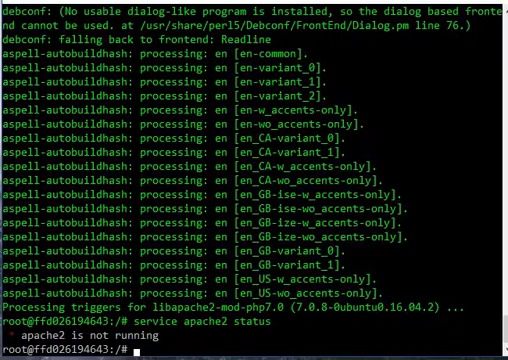 debconf: (No usable dialog-like program is installed, so the dialog based fronte
nd cannot be used. at /usr/share/perl5/Debconf/FrontEnd/Dialog.pm line 76.)
debconf: falling back to frontend: Readline
aspell-autobuildhash: processing: en [en-common].
aspell-autobuildhash: processing: en [en-variant_0].
aspell-autobuildhash: processing: en [en-variant_1].
aspell-autobuildhash: processing: en [en-variant_2].
aspell-autobuildhash: processing: en [en-w_accents-only].
aspell-autobuildhash: processing: en [en-wo_accents-only].
aspell-autobuildhash: processing: en [en_CA-variant_0].
aspell-autobuildhash: processing: en [en_CA-variant_1].
aspell-autobuildhash: processing: en [en_CA-w_accents-only].
aspell-autobuildhash: processing: en [en_CA-wo_accents-only].
aspell-autobuildhash: processing: en [en_GB-ise-w_accents-only].
aspell-autobuildhash: processing: en [en_GB-ise-wo_accents-only].
aspell-autobuildhash: processing: en [en_GB-ize-w_accents-only].
aspell-autobuildhash: processing: en [en_GB-ize-wo_accents-only].
aspell-autobuildhash: processing: en [en_GB-variant_0].
aspell-autobuildhash: processing: en [en_GB-variant_1].
aspell-autobuildhash: processing: en [en_US-w_accents-only].
aspell-autobuildhash: processing: en [en_US-wo_accents-only].
Processing triggers for libapache2-mod-php7.0 (7.0.8-0ubuntu0.16.04.2) ...
root@ffd026194643:/# service apache2 status
* apache2 is not running
root@ffd026194643:/#